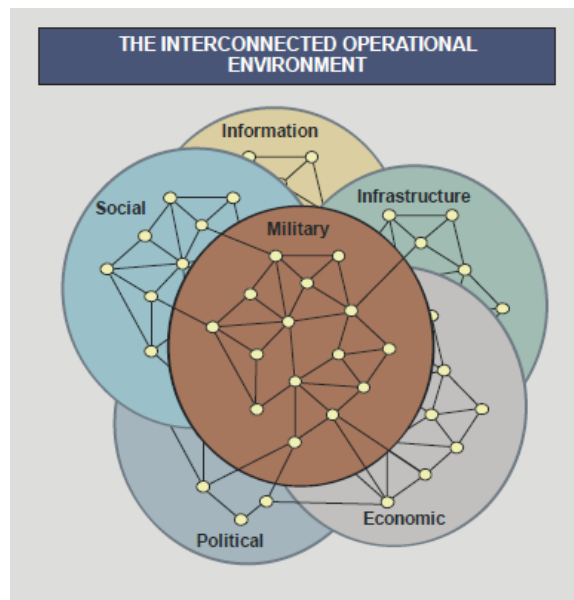 THE INTERCONNECTED OPERATIONAL
ENVIRONMENT
Information
Infrastructure
Social
Military
Economic
Political